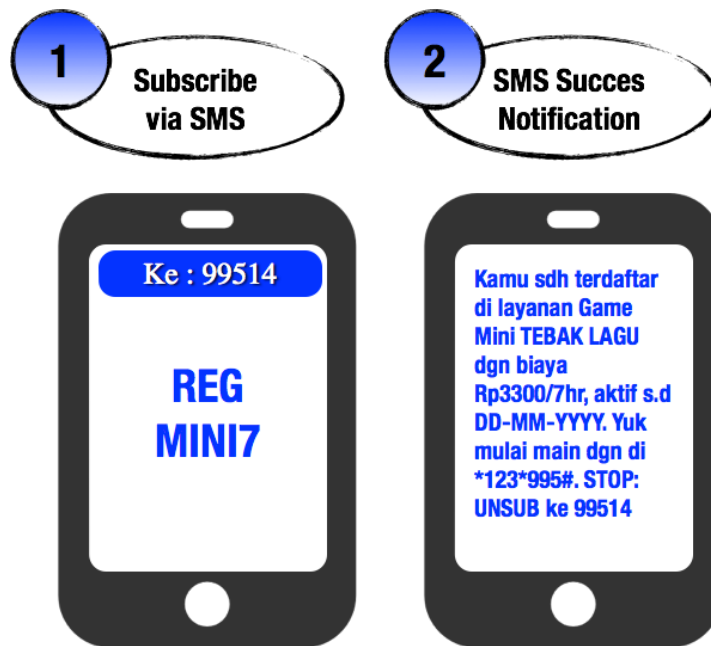 1
Subscribe
via SMS
2
SMS Succes
Notification
Ke : 99514
REG
MINI7
Kamu sdh terdaftar
di layanan Game
Mini TEBAK LAGU
dgn biaya
Rp3300/7hr, aktif s.d
DD-MM-YYYY. Yuk
mulai main dgn di
*123*995#. STOP:
UNSUB ke 99514